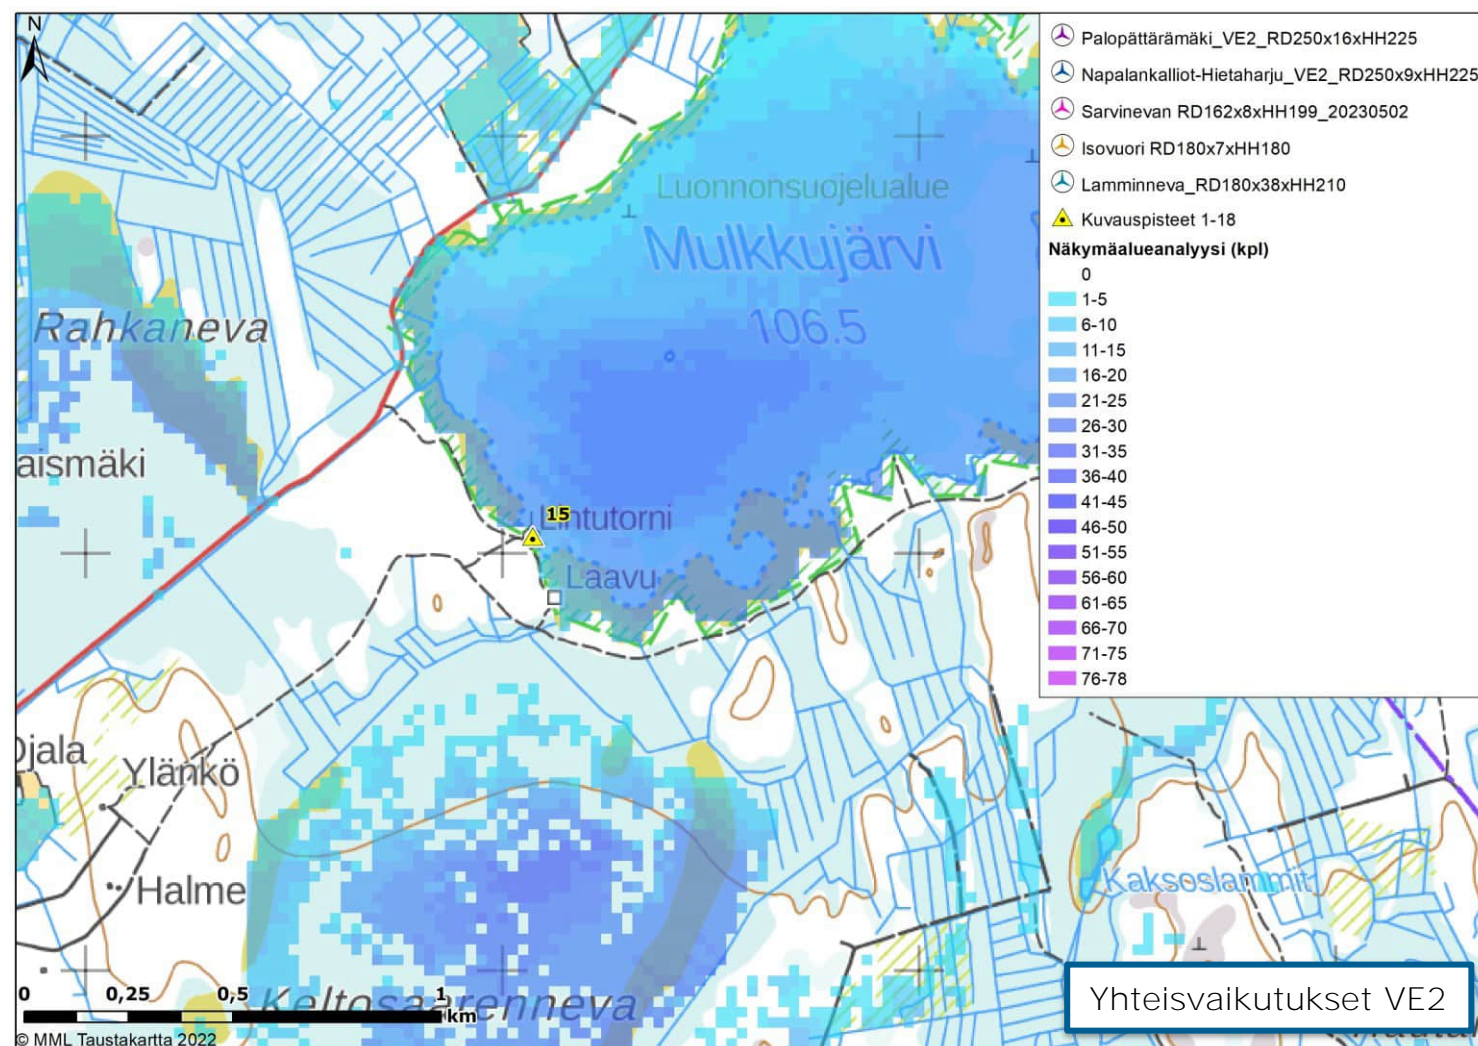 N
Palopättärämäki_VE2_RD250x16xHH225
Napalankalliot-Hietaharju_VE2_RD250x9xHH225
Sarvinevan RD162x8xHH199_20230502
Isovuori RD180x7xHH180
Lamminneva_RD180x38xHH210
Kuvauspisteet 1-18
Näkymäalueanalyysi (kpl)
0
1-5
6-10
11-15
16-20
21-25
26-30
31-35
36-40
41-45
46-50
51-55
56-60
61-65
66-70
71-75
76-78
Luonnonsuojelualue
Mulkkujärvi
106.5
Rahkaneva
aismäki
15
Lintutorni
Laavu
Ojala
Ylänkö
Halme
Kaksoslammit
Keltosaarenneva
0 0,25 0,5 1
km
Yhteisvaikutukset VE2
© MML Taustakartta 2022